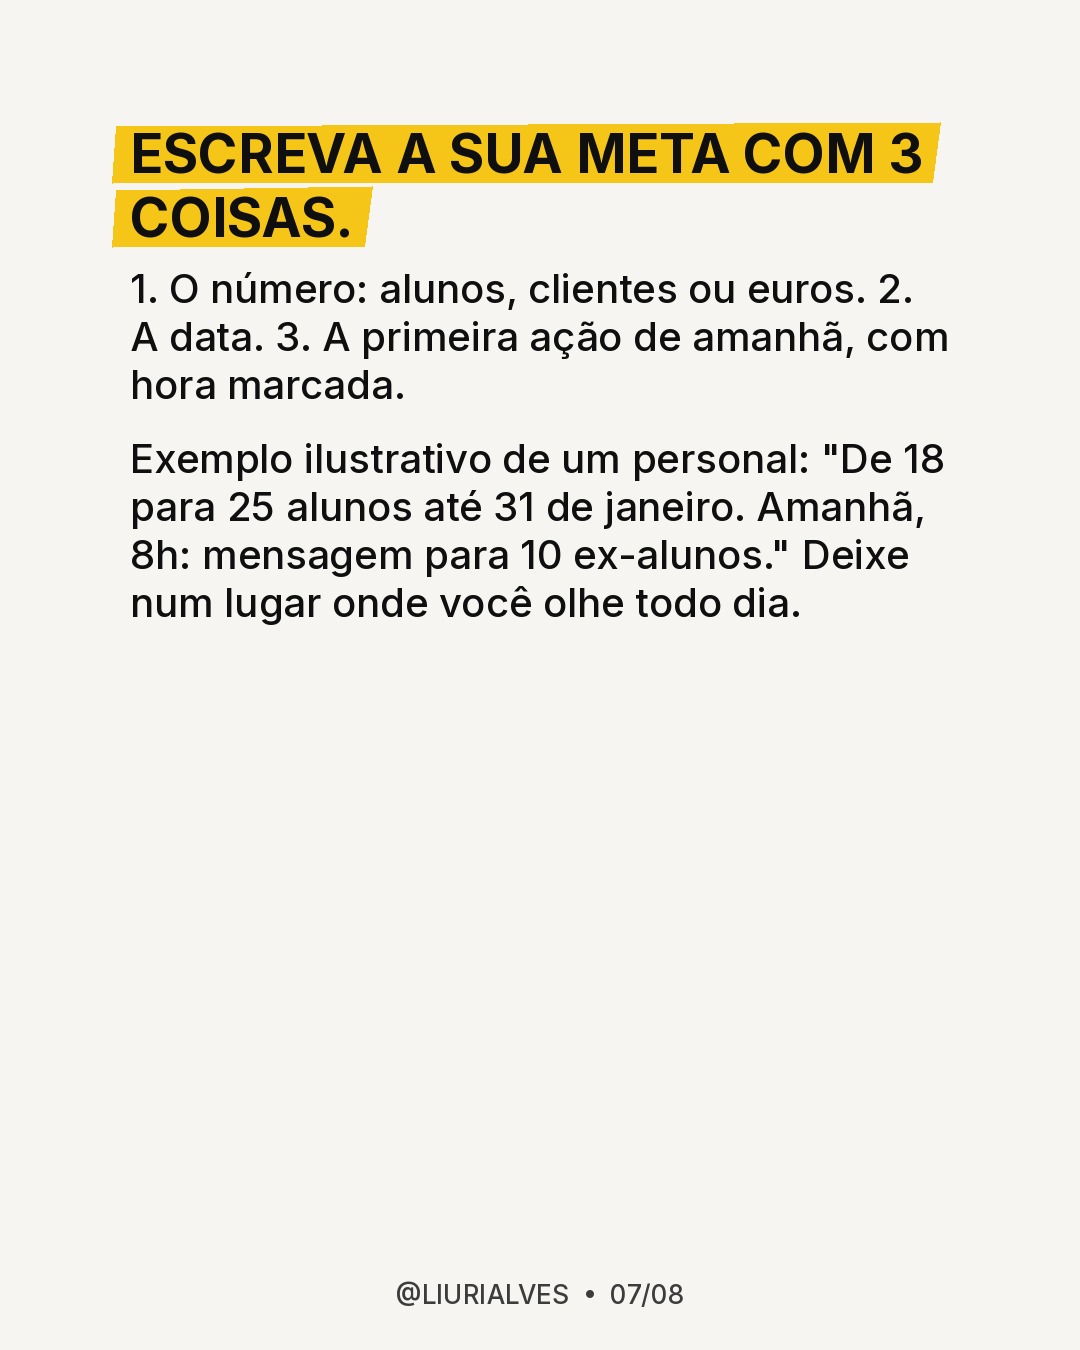 ESCREVA A SUA META COM 3
COISAS.
1. O número: alunos, clientes ou euros. 2.
A data. 3. A primeira ação de amanhã, com
hora marcada.
Exemplo ilustrativo de um personal: "De 18
para 25 alunos até 31 de janeiro. Amanhã,
8h: mensagem para 10 ex-alunos." Deixe
num lugar onde você olhe todo dia.
@LIURIALVES • 07/08